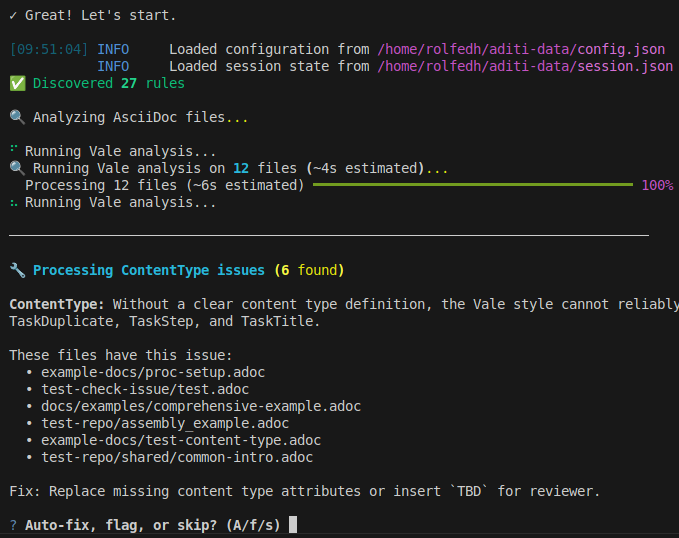 ✓ Great! Let's start.
[09:51:04] INFO Loaded configuration from /home/rolfedh/aditi-data/config.json
INFO Loaded session state from /home/rolfedh/aditi-data/session.json
✅ Discovered 27 rules
🔍 Analyzing AsciiDoc files...
Running Vale analysis...
🔍 Running Vale analysis on 12 files (~4s estimated)...
Processing 12 files (~6s estimated) 100%
Running Vale analysis...
🔧 Processing ContentType issues (6 found)
ContentType: Without a clear content type definition, the Vale style cannot reliably
TaskDuplicate, TaskStep, and TaskTitle.
These files have this issue:
• example-docs/proc-setup.adoc
• test-check-issue/test.adoc
• docs/examples/comprehensive-example.adoc
• test-repo/assembly_example.adoc
• example-docs/test-content-type.adoc
• test-repo/shared/common-intro.adoc
Fix: Replace missing content type attributes or insert `TBD` for reviewer.
? Auto-fix, flag, or skip? (A/f/s)